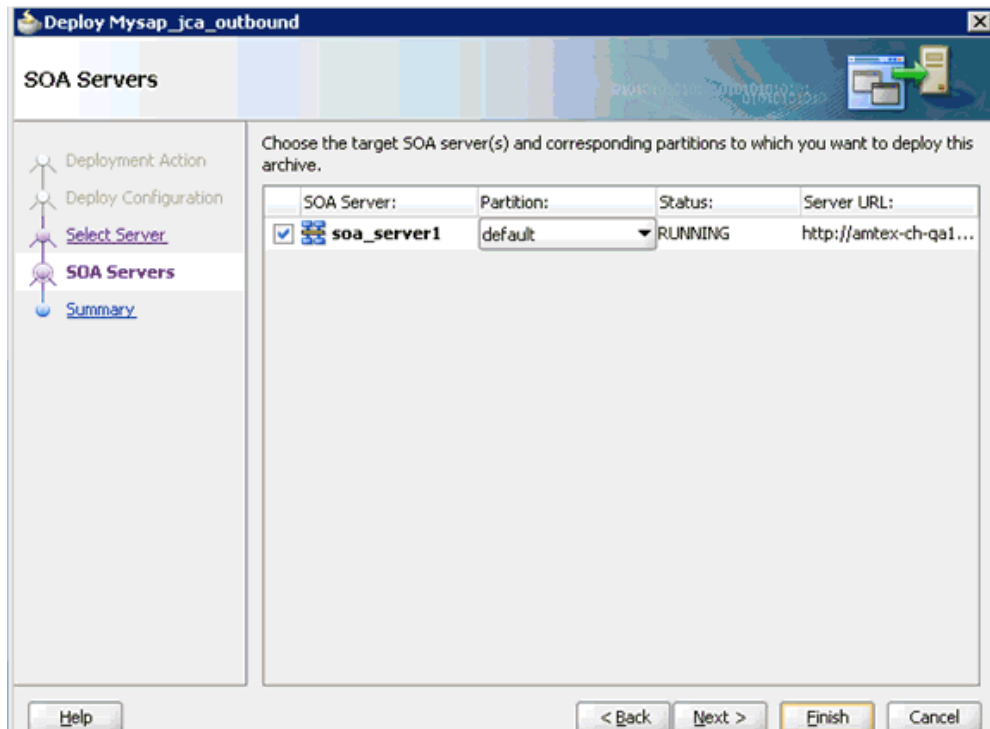 Deploy Mysap_jca_outbound
SOA Servers
Deployment Action
Deploy Configuration
Select Server
SOA Servers
Summary
Choose the target SOA server(s) and corresponding partitions to which you want to deploy this
archive.
SOA Server: Partition: Status: Server URL:
soa_server1 default RUNNING http://amtex-ch-qa1...
Help < Back Next > Finish Cancel